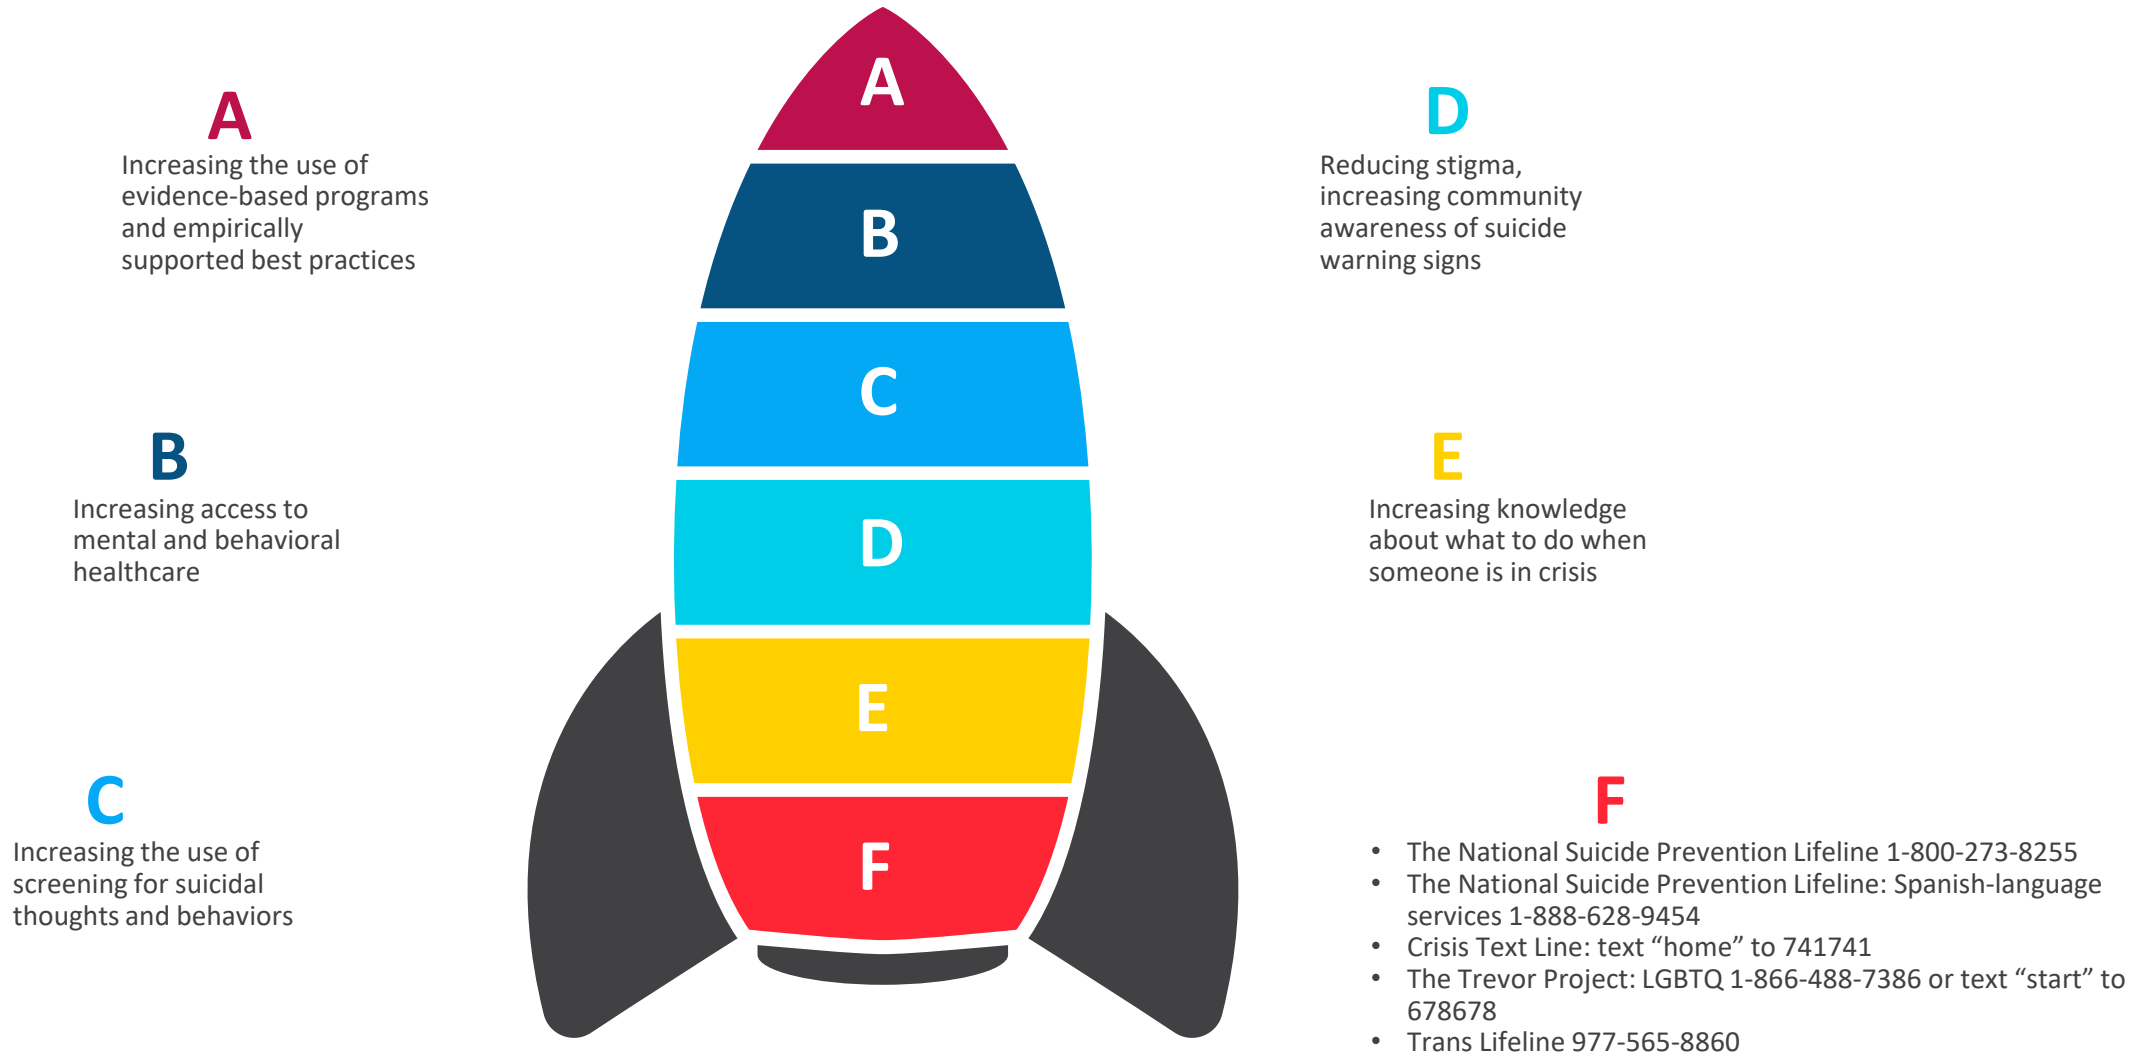 A
Increasing the use of
evidence-based programs
and empirically
supported best practices
B
Increasing access to
mental and behavioral
healthcare
C
Increasing the use of
screening for suicidal
thoughts and behaviors
A
B
C
D
E
F
D
Reducing stigma,
increasing community
awareness of suicide
warning signs
E
Increasing knowledge
about what to do when
someone is in crisis
F
• The National Suicide Prevention Lifeline 1-800-273-8255
• The National Suicide Prevention Lifeline: Spanish-language
services 1-888-628-9454
• Crisis Text Line: text “home” to 741741
• The Trevor Project: LGBTQ 1-866-488-7386 or text “start” to
678678
• Trans Lifeline 977-565-8860